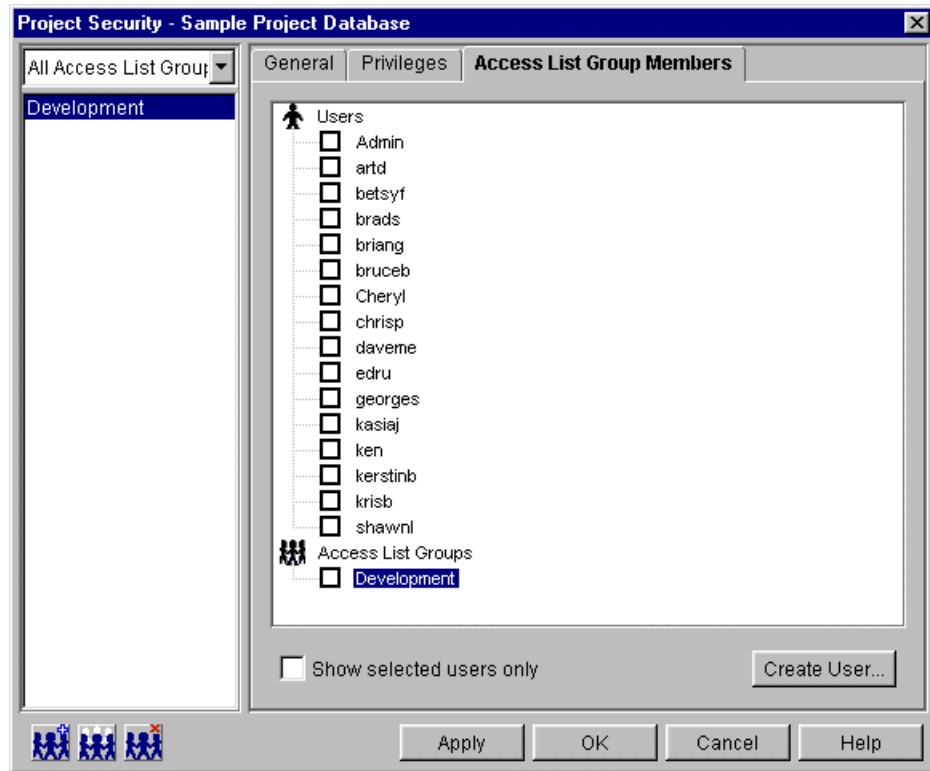 Project Security - Sample Project Database
All Access List Group
Development
General
Privileges
Access List Group Members
Users
Admin
artd
betsyf
brads
briang
bruceb
Cheryl
chrisp
daveme
edru
georges
kasiaj
ken
kerstinb
krisb
shawnl
Access List Groups
Development
Show selected users only
Create User...
Apply
OK
Cancel
Help